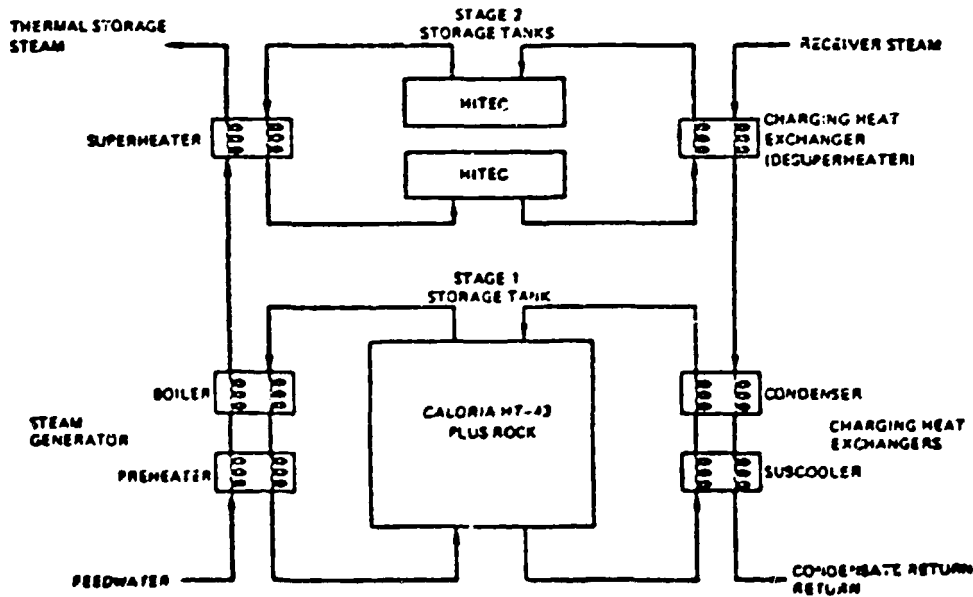 THERMAL STORAGE
STEAM
STAGE 2
STORAGE TANKS
RECEIVER STEAM
HITEC
SUPERHEATER
CHARGING HEAT
EXCHANGER
(DESUPERHEATER)
HITEC
STAGE 1
STORAGE TANK
BOILER
CONDENSER
CALORIA HT-43
PLUS ROCK
STEAM
GENERATOR
CHARGING HEAT
EXCHANGERS
PREHEATER
SUSCOOLER
FEEDWATER
CONDENSATE RETURN
RETURN